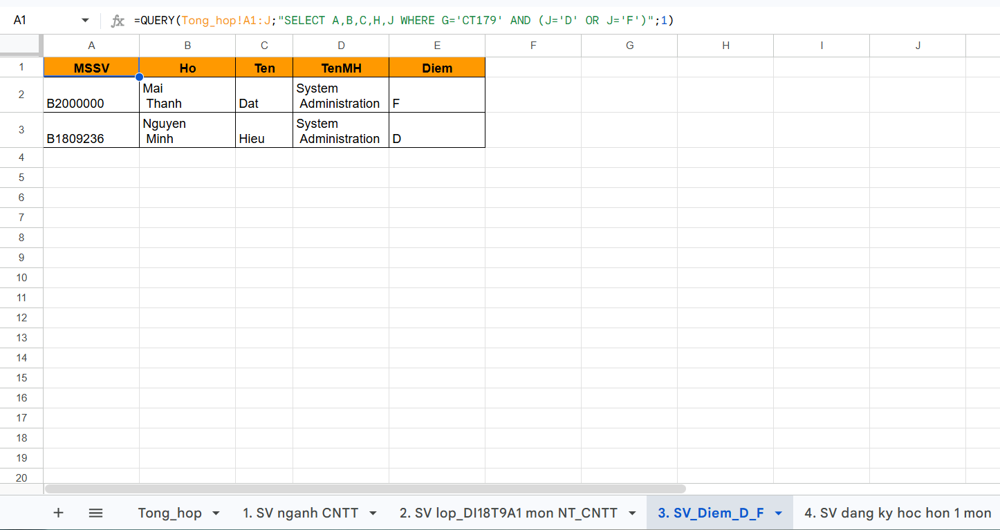 A1 fx =QUERY(Tong_hop!A1:J;"SELECT A,B,C,H,J WHERE G='CT179' AND (J='D' OR J='F')";1)
A B C D E F G H I J
1 MSSV Ho Ten TenMH Diem
2 B2000000 Mai
Thanh Dat System
Administration F
3 B1809236 Nguyen
Minh Hieu System
Administration D
4
5
6
7
8
9
10
11
12
13
14
15
16
17
18
19
20
Tong_hop 1. SV nganh CNTT 2. SV lop_DI18T9A1 mon NT_CNTT 3. SV_Diem_D_F 4. SV dang ky hoc hon 1 mon